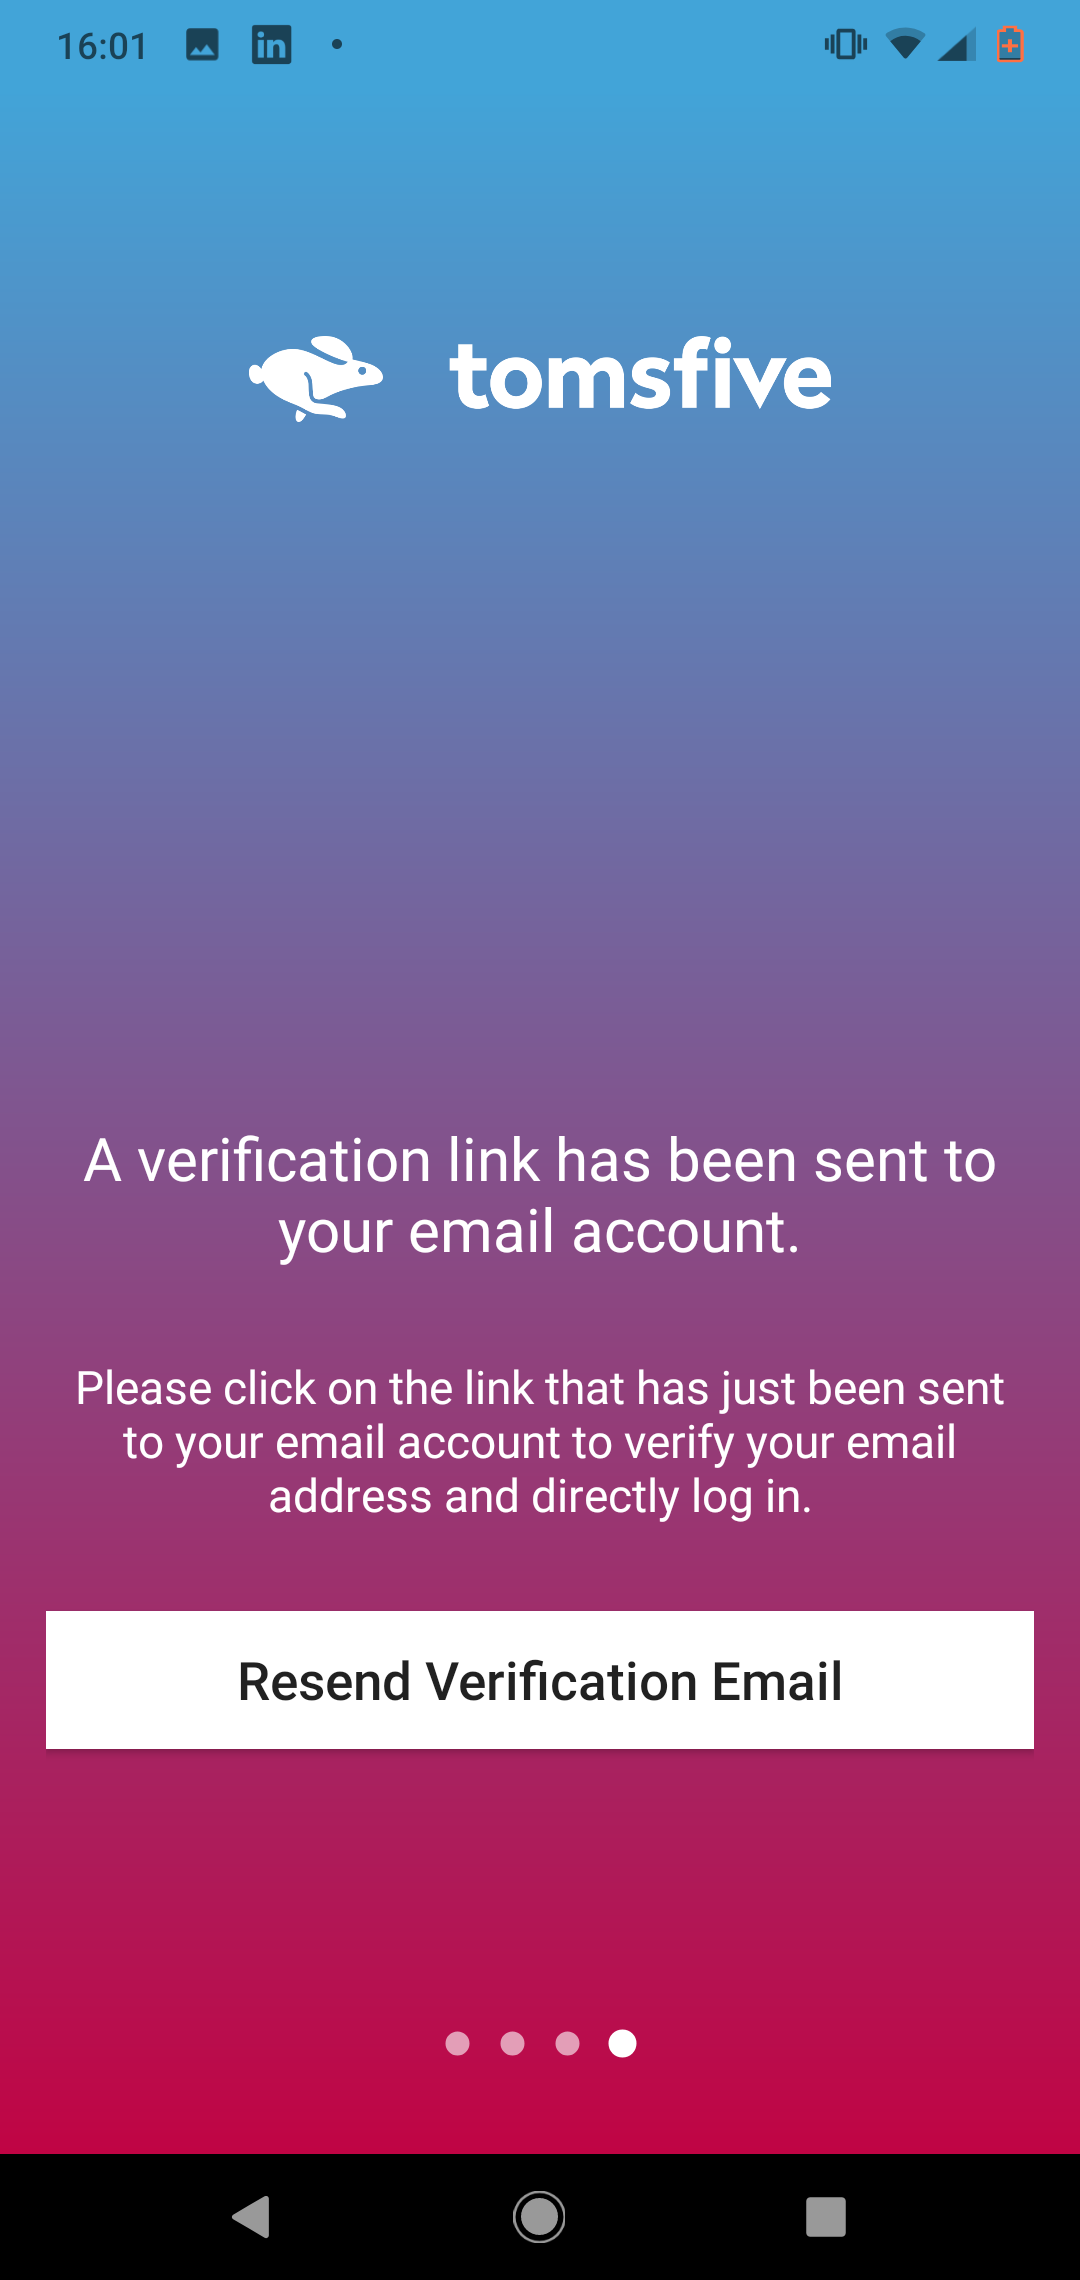 16:01
in
tomsfive
A verification link has been sent to
your email account.
Please click on the link that has just been sent
to your email account to verify your email
address and directly log in.
Resend Verification Email